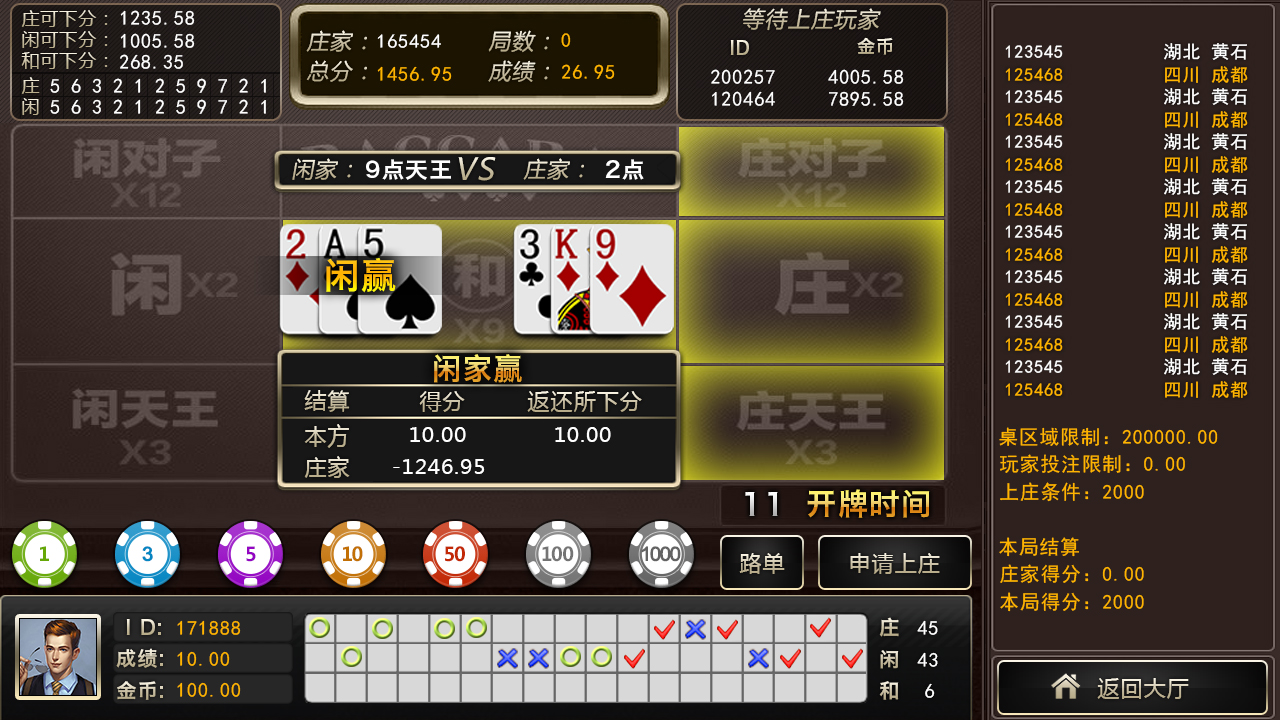 庄可下分：1235.58
闲可下分：1005.58
和可下分：268.35
庄 5 6 3 2 1 2 5 9 7 2 1
闲 5 6 3 2 1 2 5 9 7 2 1
庄家：165454 局数：0
总分：1456.95 成绩：26.95
等待上庄玩家
ID 金币
200257 4005.58
120464 7895.58
闲对子
X12
闲家：9点天王 VS 庄家：2点
庄对子
X12
闲 X2
2 A 5
闲赢
和
X9
3 K 9
庄 X2
闲天王
X3
闲家赢
结算 得分 返还所下分
本方 10.00 10.00
庄家 -1246.95
庄天王
X3
11 开牌时间
1 3 5 10 50 100 1000
路单 申请上庄
ID: 171888
成绩: 10.00
金币: 100.00
庄 45
闲 43
和 6
123545 湖北 黄石
125468 四川 成都
123545 湖北 黄石
125468 四川 成都
123545 湖北 黄石
125468 四川 成都
123545 湖北 黄石
125468 四川 成都
123545 湖北 黄石
125468 四川 成都
123545 湖北 黄石
125468 四川 成都
123545 湖北 黄石
125468 四川 成都
123545 湖北 黄石
125468 四川 成都
桌区域限制: 200000.00
玩家投注限制: 0.00
上庄条件: 2000
本局结算
庄家得分: 0.00
本局得分: 2000
返回大厅